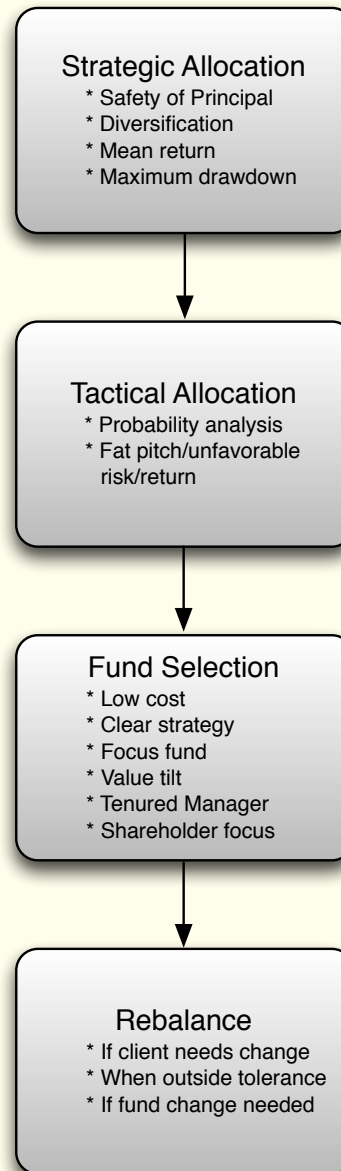 Strategic Allocation
* Safety of Principal
* Diversification
* Mean return
* Maximum drawdown
Tactical Allocation
* Probability analysis
* Fat pitch/unfavorable
risk/return
Fund Selection
* Low cost
* Clear strategy
* Focus fund
* Value tilt
* Tenured Manager
* Shareholder focus
Rebalance
* If client needs change
* When outside tolerance
* If fund change needed